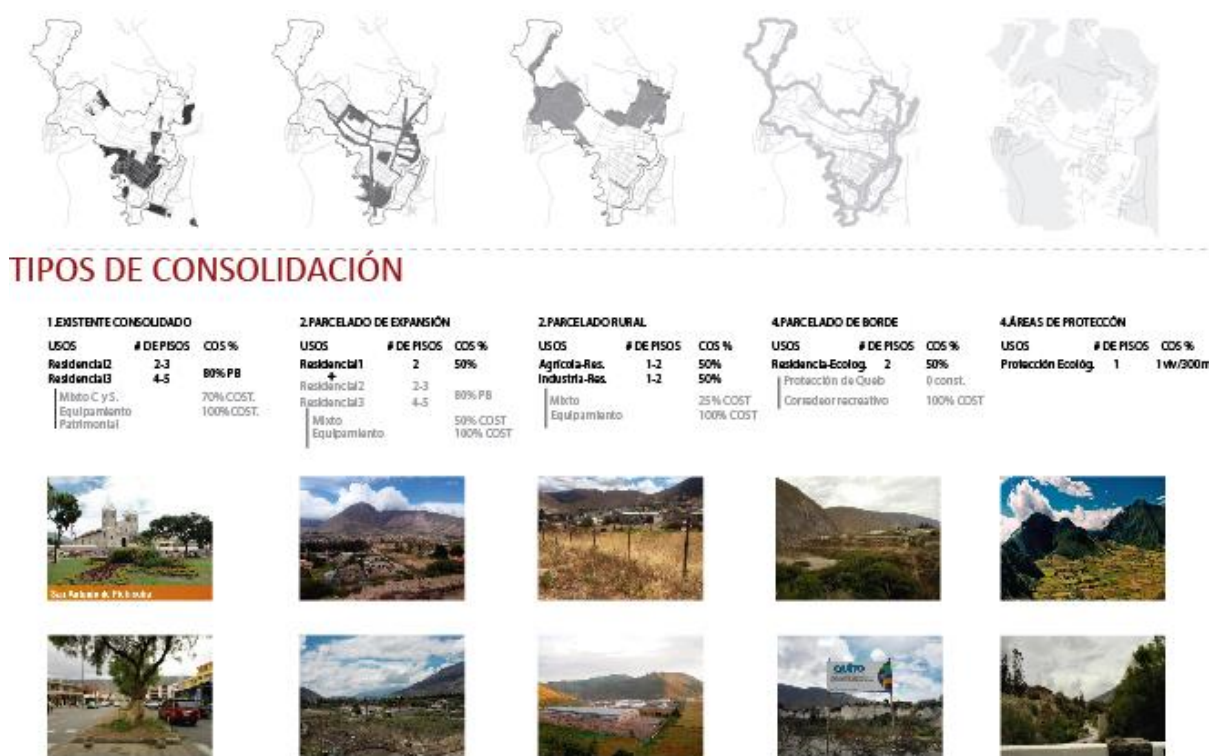 TIPOS DE CONSOLIDACIÓN
1.EXISTENTE CONSOLIDADO
USOS # DE PISOS COS %
Residencial2 2-3
80% PB
Residencial3 4-5
Mixto C y S. 70% COST.
Equipamiento 100% COST.
Patrimonial
2.PARCELADO DE EXPANSIÓN
USOS # DE PISOS COS %
Residencial1 2 50%
+
Residencial2 2-3
80% PB
Residencial3 4-5
Mixto 50% COST
Equipamiento 100% COST
2.PARCELADO RURAL
USOS # DE PISOS COS %
Agrícola-Res. 1-2 50%
Industria-Res. 1-2 50%
Mixto 25% COST
Equipamiento 100% COST
4.PARCELADO DE BORDE
USOS # DE PISOS COS %
Residencia-Ecolog. 2 50%
Protección de Queb 0 const.
Corredeor recreativo 100% COST
4.ÁREAS DE PROTECCÓN
USOS # DE PISOS COS %
Protección Ecológ. 1 1 viv/300m
San Antonio de Pichincha
QUITO